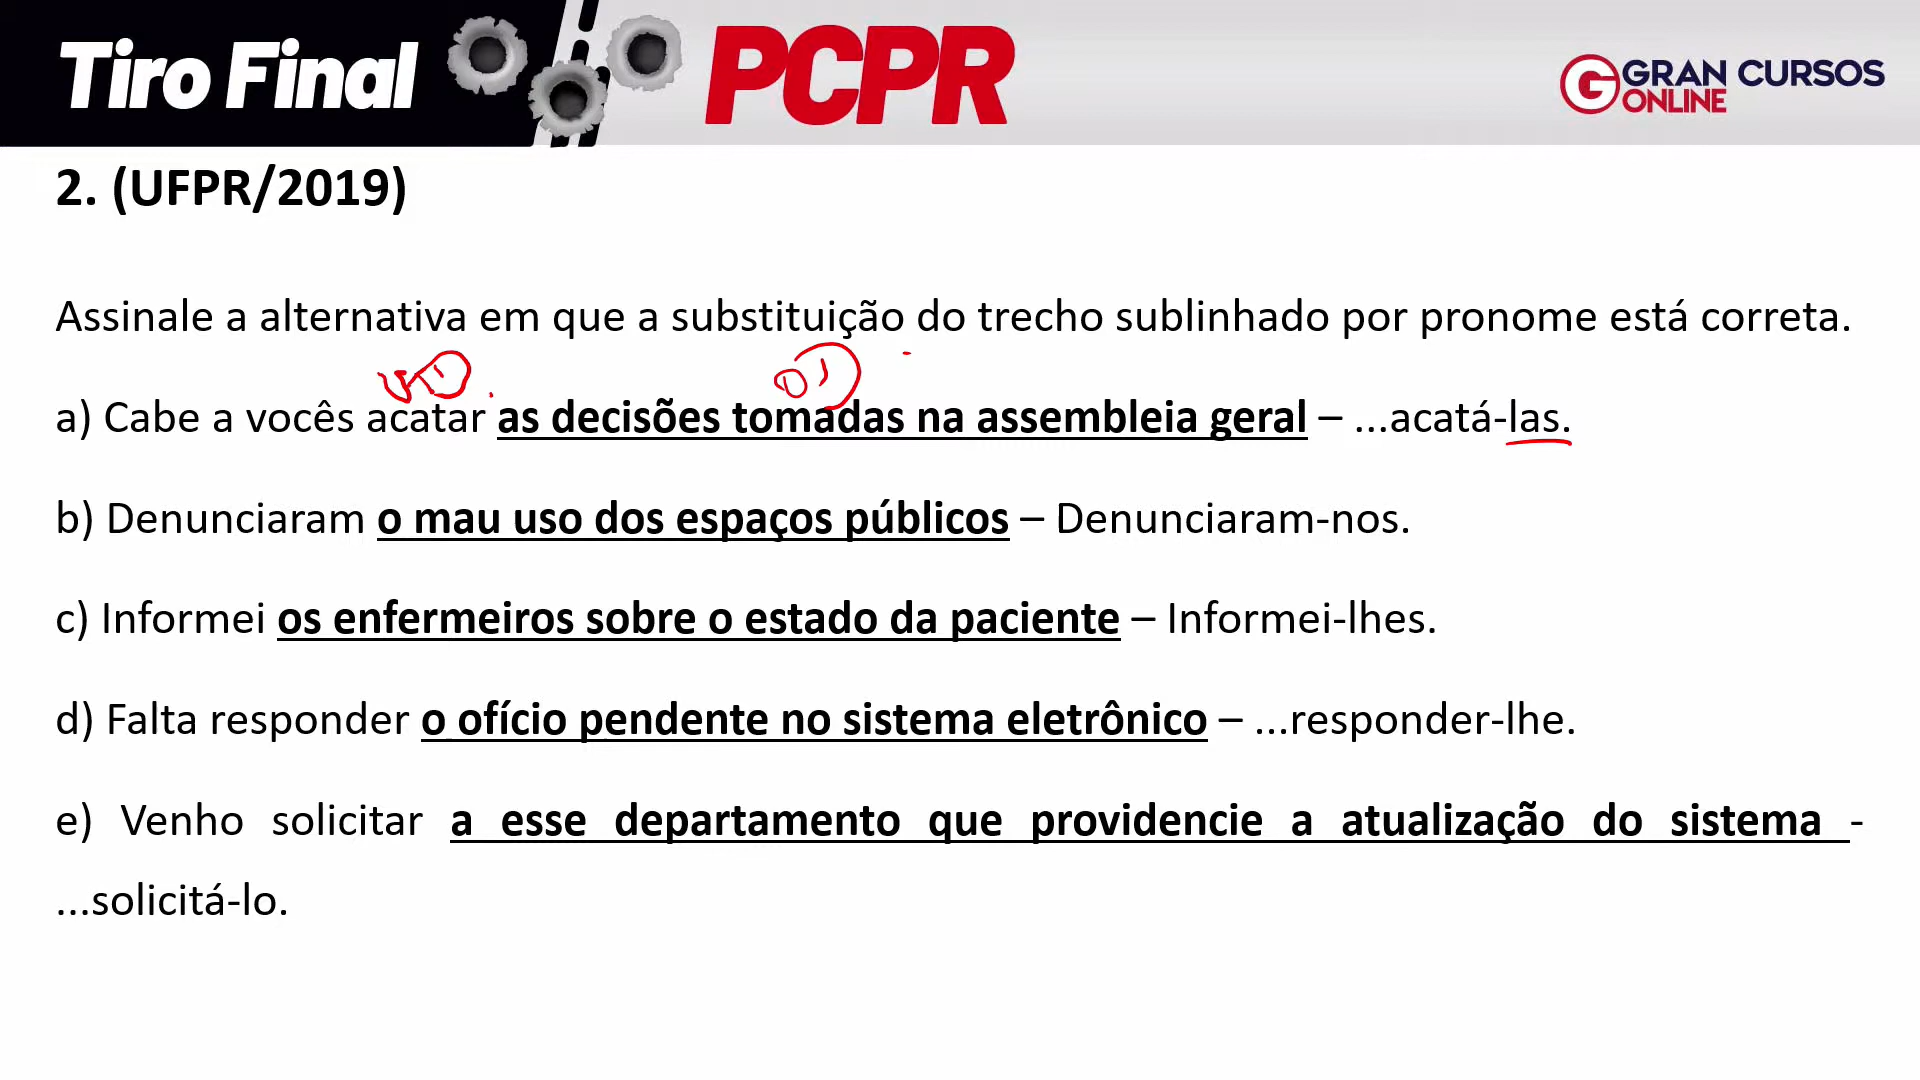 Tiro Final PCPR
GRAN CURSOS
ONLINE
2. (UFPR/2019)
Assinale a alternativa em que a substituição do trecho sublinhado por pronome está correta.
VTD
OD
a) Cabe a vocês acatar as decisões tomadas na assembleia geral – ...acatá-las.
b) Denunciaram o mau uso dos espaços públicos – Denunciaram-nos.
c) Informei os enfermeiros sobre o estado da paciente – Informei-lhes.
d) Falta responder o ofício pendente no sistema eletrônico – ...responder-lhe.
e) Venho solicitar a esse departamento que providencie a atualização do sistema -
...solicitá-lo.